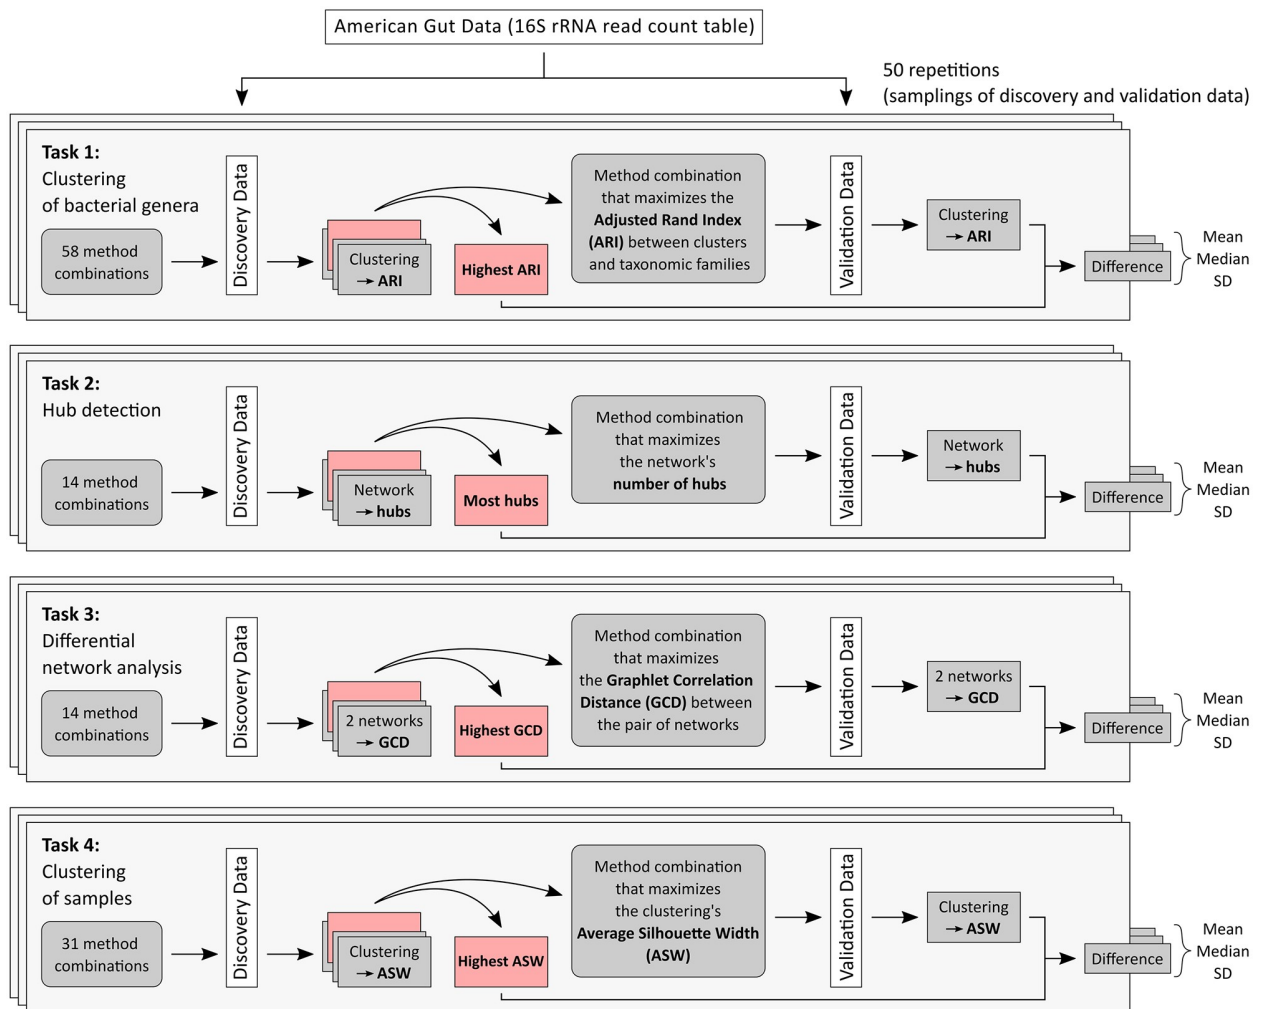 American Gut Data (16S rRNA read count table)
50 repetitions
(samplings of discovery and validation data)
Task 1:
Clustering
of bacterial genera
58 method
combinations
Discovery Data
Clustering
→ ARI
Highest ARI
Method combination
that maximizes the
Adjusted Rand Index
(ARI) between clusters
and taxonomic families
Validation Data
Clustering
→ ARI
Difference
Mean
Median
SD
Task 2:
Hub detection
14 method
combinations
Discovery Data
Network
→ hubs
Most hubs
Method combination
that maximizes
the network's
number of hubs
Validation Data
Network
→ hubs
Difference
Mean
Median
SD
Task 3:
Differential
network analysis
14 method
combinations
Discovery Data
2 networks
→ GCD
Highest GCD
Method combination
that maximizes
the Graphlet Correlation
Distance (GCD) between
the pair of networks
Validation Data
2 networks
→ GCD
Difference
Mean
Median
SD
Task 4:
Clustering
of samples
31 method
combinations
Discovery Data
Clustering
→ ASW
Highest ASW
Method combination
that maximizes
the clustering's
Average Silhouette Width
(ASW)
Validation Data
Clustering
→ ASW
Difference
Mean
Median
SD